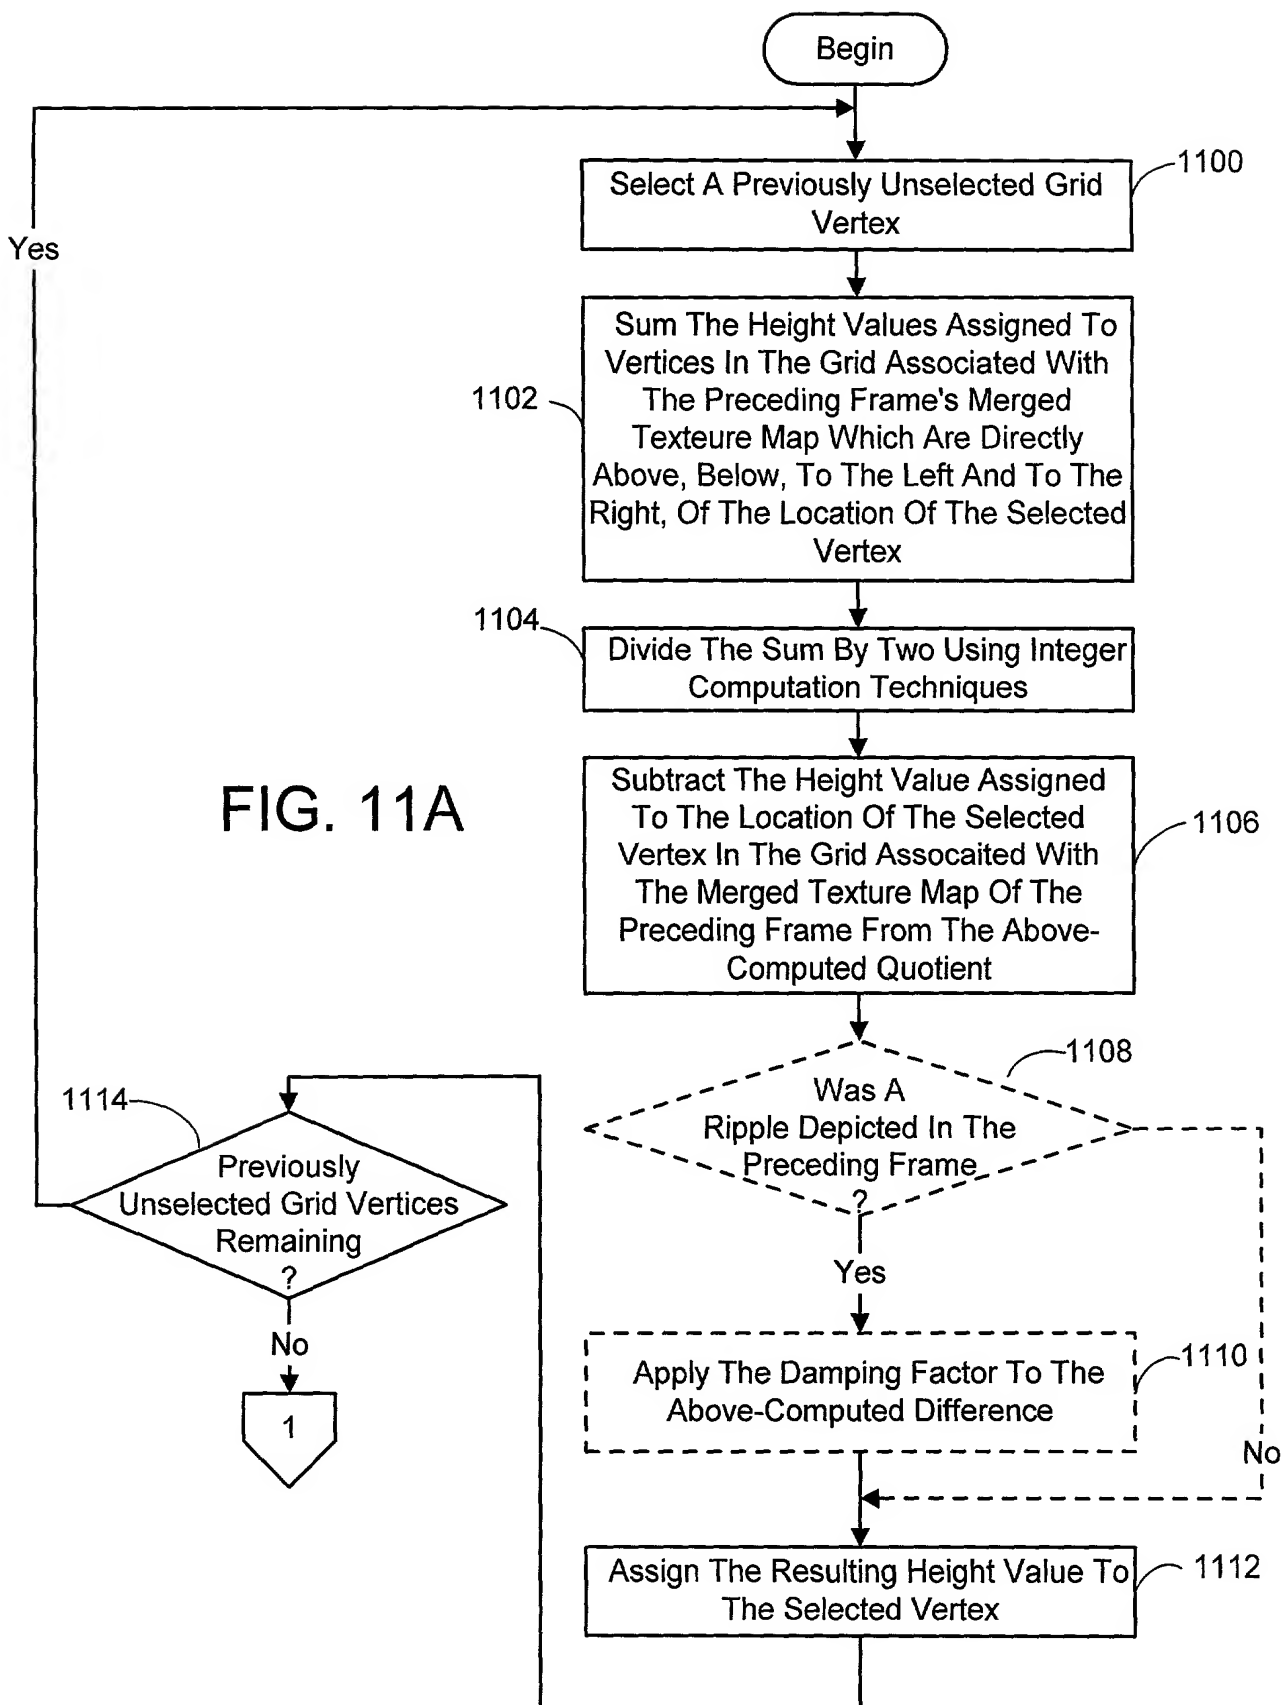 Begin
1100
Select A Previously Unselected Grid
Vertex
Yes
1102
Sum The Height Values Assigned To
Vertices In The Grid Associated With
The Preceding Frame's Merged
Texteure Map Which Are Directly
Above, Below, To The Left And To The
Right, Of The Location Of The Selected
Vertex
1104
Divide The Sum By Two Using Integer
Computation Techniques
FIG. 11A
1106
Subtract The Height Value Assigned
To The Location Of The Selected
Vertex In The Grid Assocaited With
The Merged Texture Map Of The
Preceding Frame From The Above-
Computed Quotient
1108
Was A
Ripple Depicted In The
Preceding Frame
?
Yes
No
1110
Apply The Damping Factor To The
Above-Computed Difference
1112
Assign The Resulting Height Value To
The Selected Vertex
1114
Previously
Unselected Grid Vertices
Remaining
?
No
1